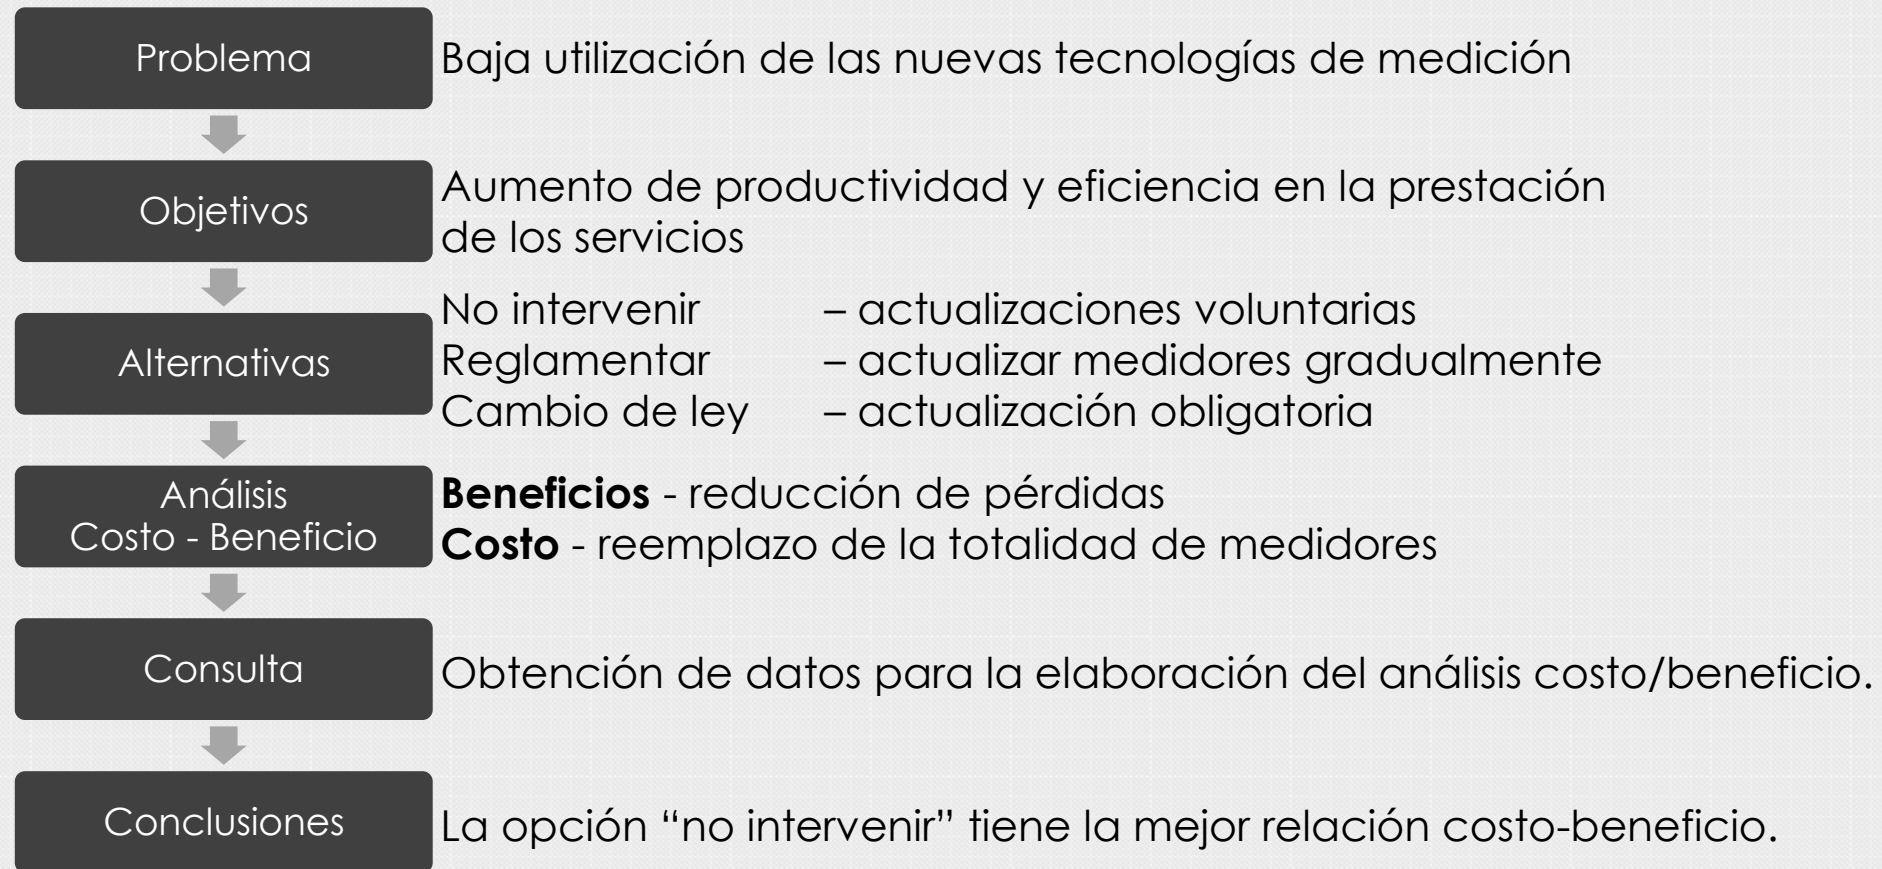 Problema
Baja utilización de las nuevas tecnologías de medición
Objetivos
Aumento de productividad y eficiencia en la prestación
de los servicios
Alternativas
No intervenir – actualizaciones voluntarias
Reglamentar – actualizar medidores gradualmente
Cambio de ley – actualización obligatoria
Análisis
Costo - Beneficio
Beneficios - reducción de pérdidas
Costo - reemplazo de la totalidad de medidores
Consulta
Obtención de datos para la elaboración del análisis costo/beneficio.
Conclusiones
La opción “no intervenir” tiene la mejor relación costo-beneficio.